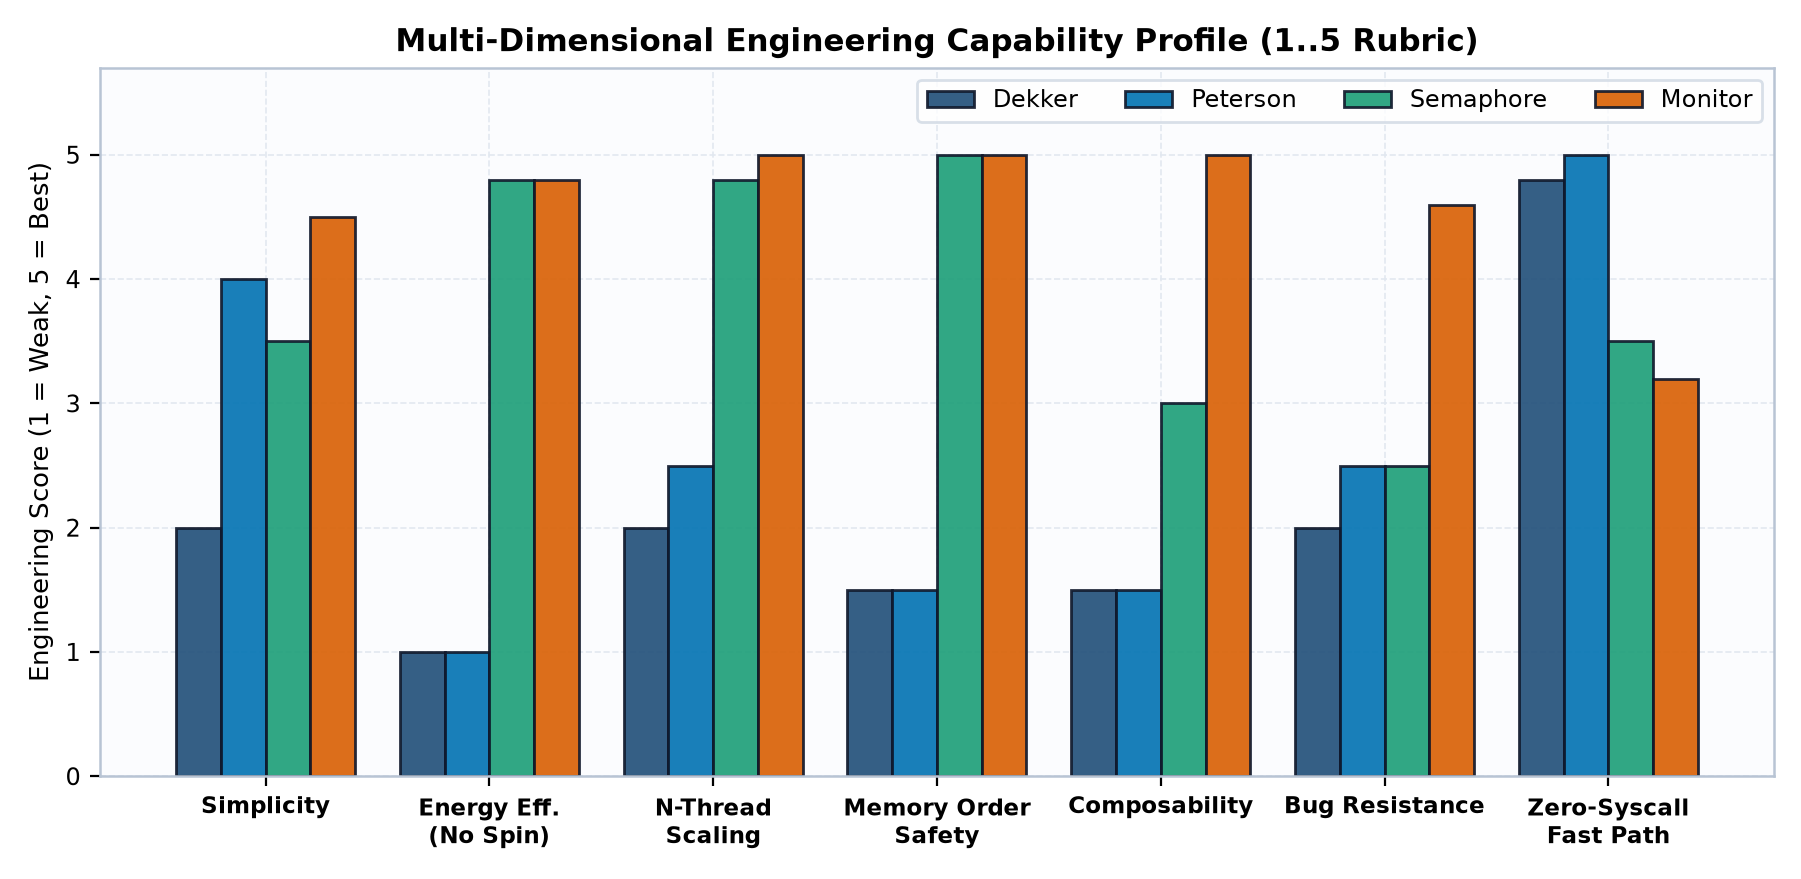 Multi-Dimensional Engineering Capability Profile (1..5 Rubric)
Dekker Peterson Semaphore Monitor
Engineering Score (1 = Weak, 5 = Best)
5
4
3
2
1
0
Simplicity
Energy Eff.
(No Spin)
N-Thread
Scaling
Memory Order
Safety
Composability
Bug Resistance
Zero-Syscall
Fast Path